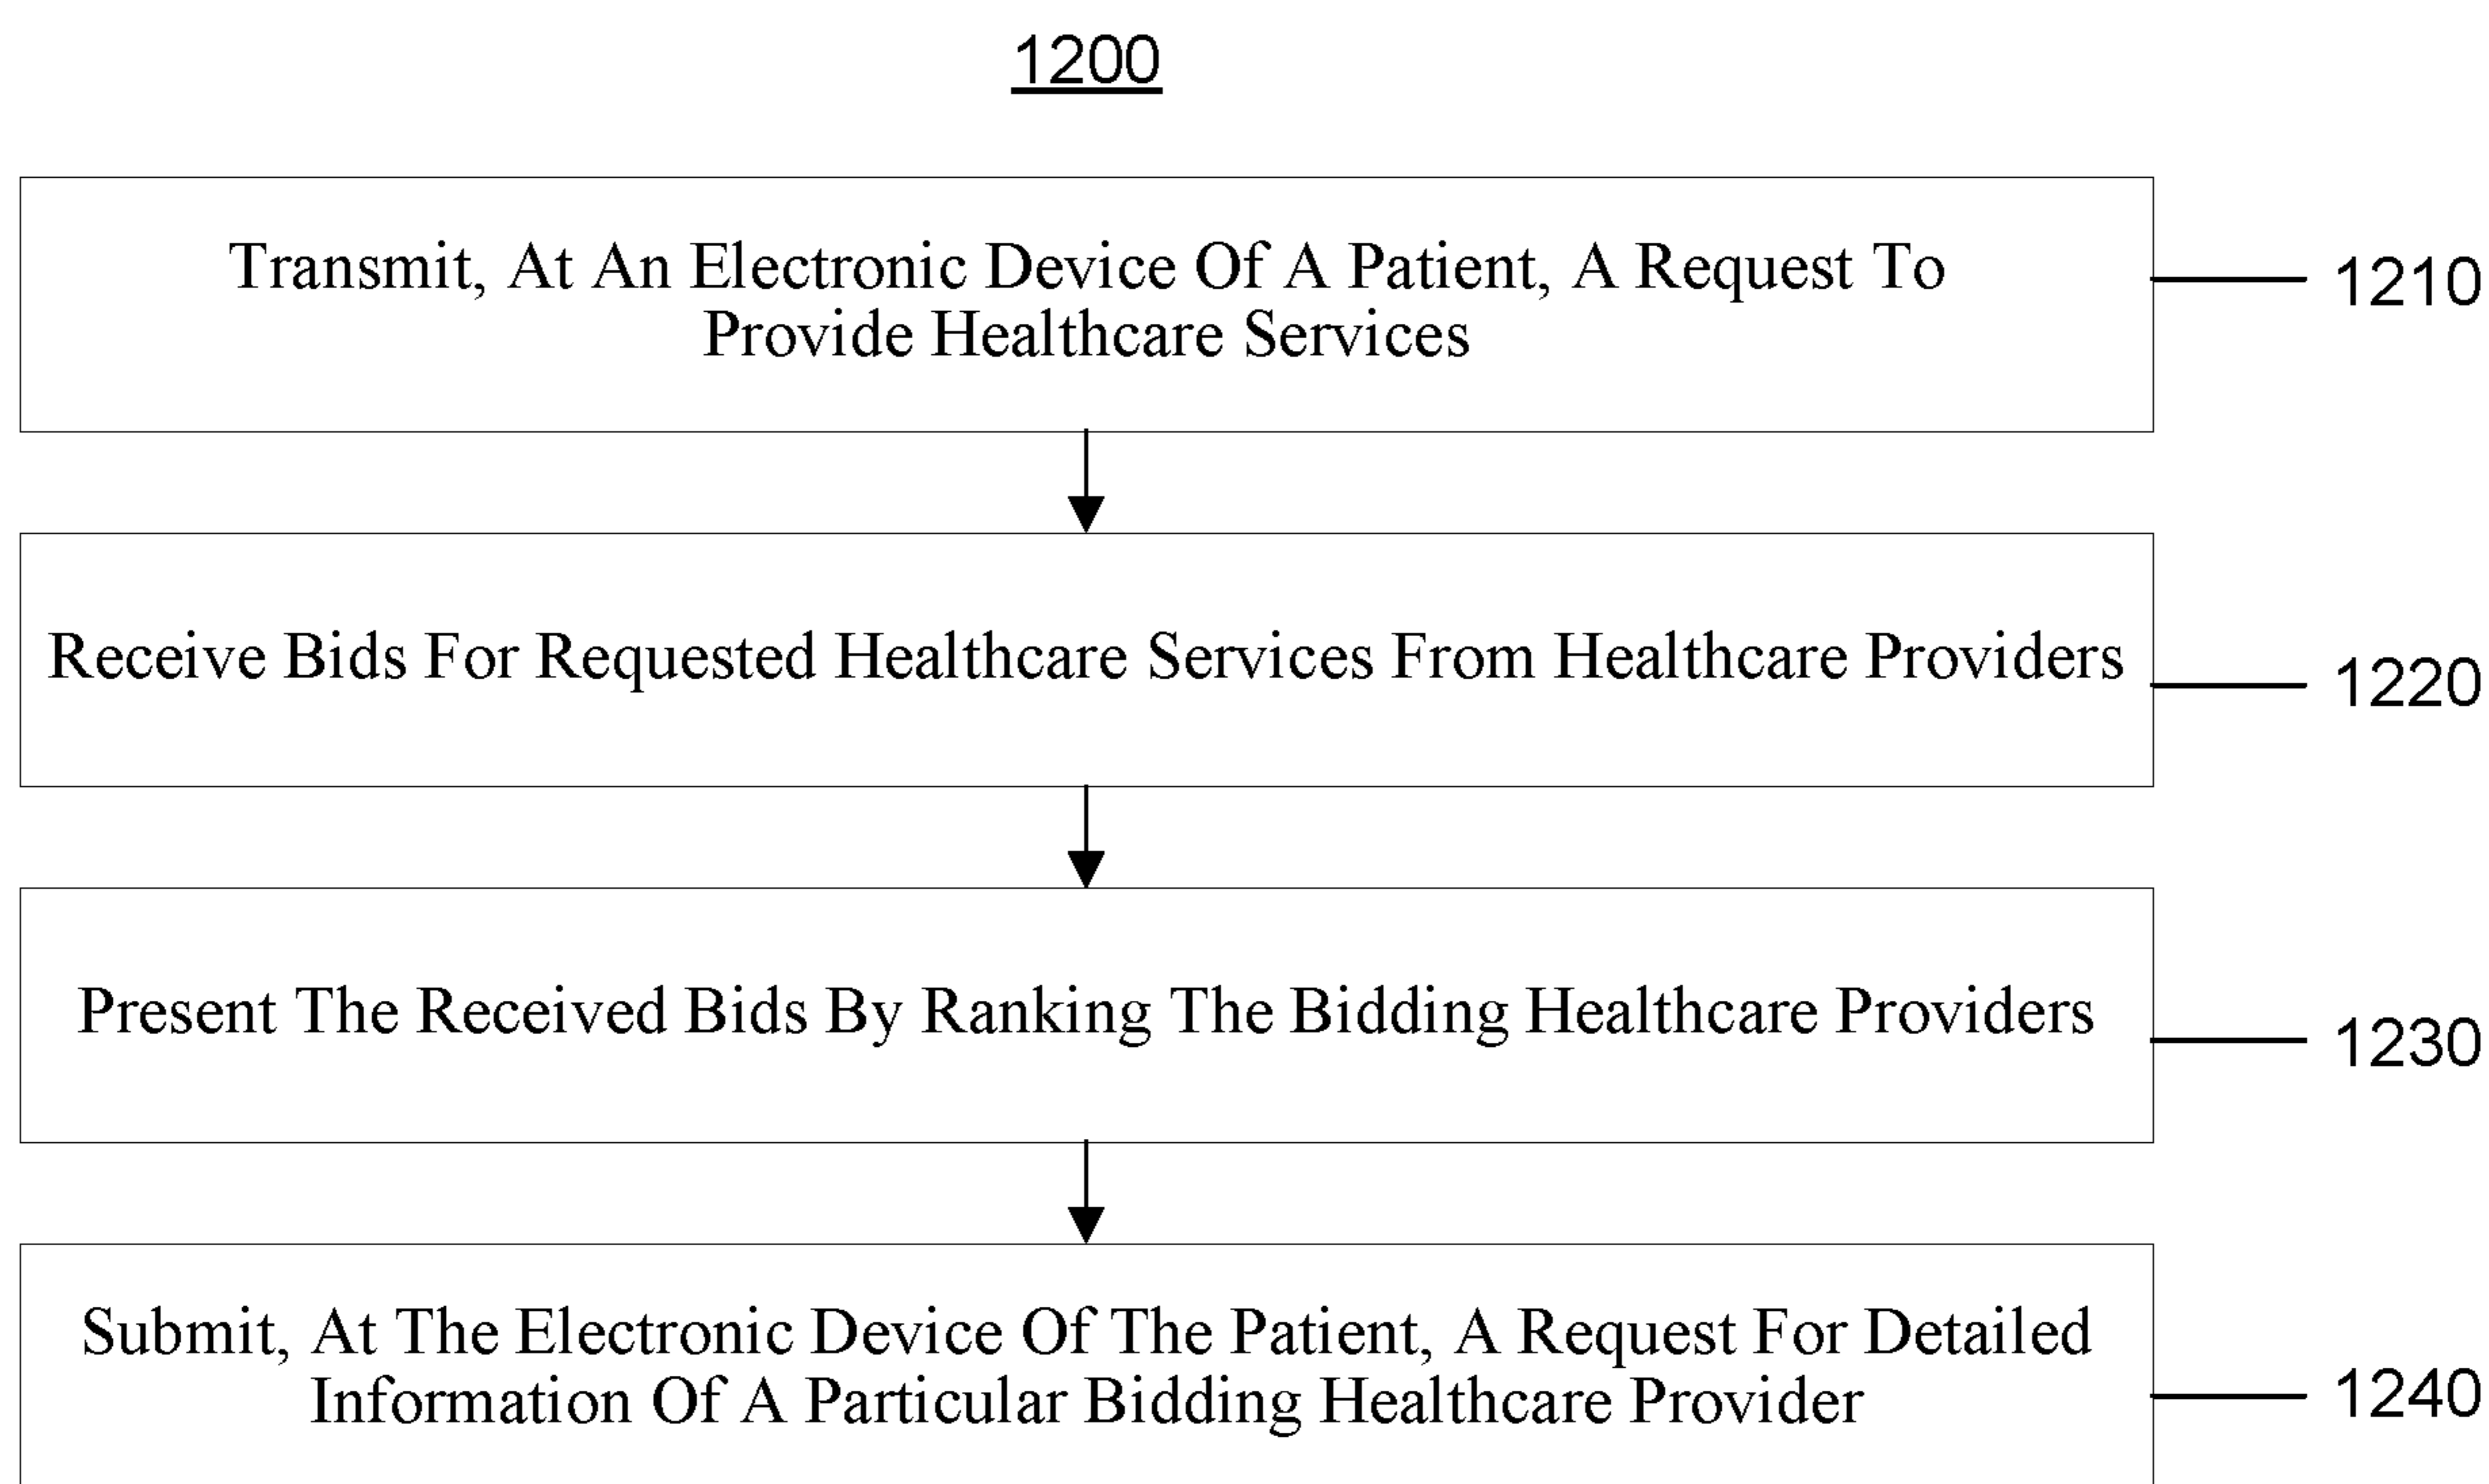 1200
Transmit, At An Electronic Device Of A Patient, A Request To
Provide Healthcare Services
1210
Receive Bids For Requested Healthcare Services From Healthcare Providers
1220
Present The Received Bids By Ranking The Bidding Healthcare Providers
1230
Submit, At The Electronic Device Of The Patient, A Request For Detailed
Information Of A Particular Bidding Healthcare Provider
1240